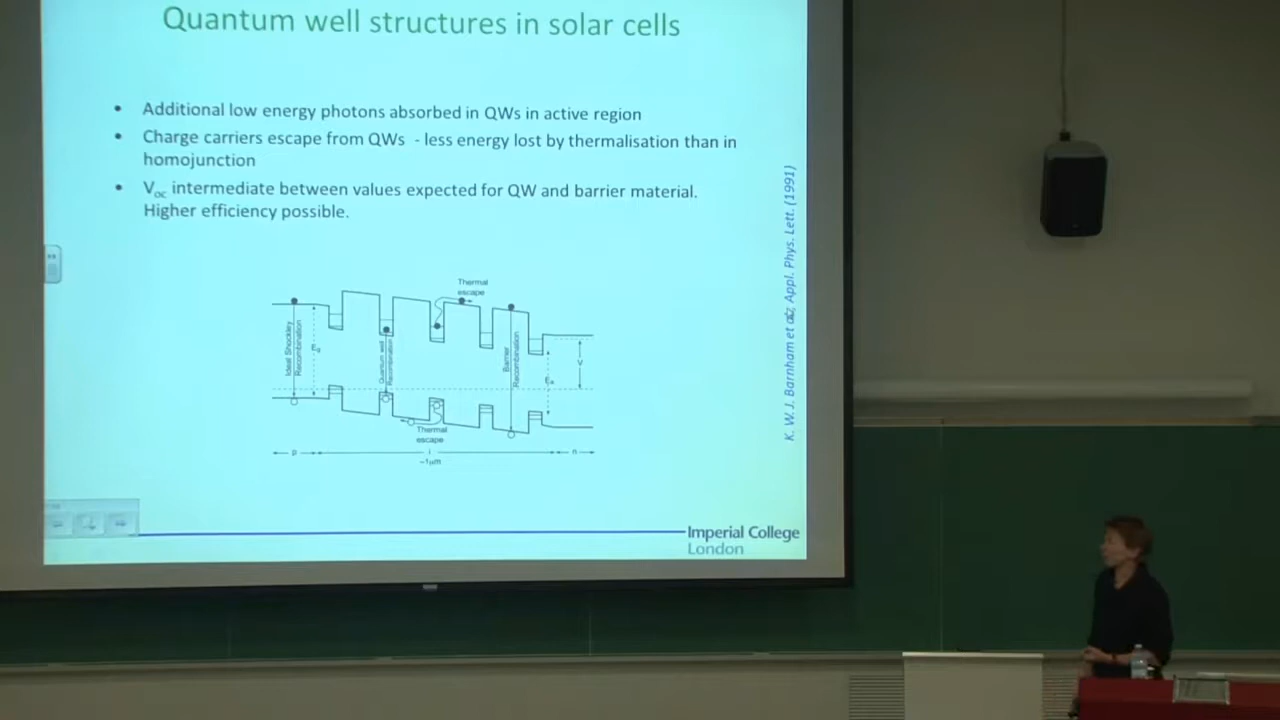 Quantum well structures in solar cells
• Additional low energy photons absorbed in QWs in active region
• Charge carriers escape from QWs - less energy lost by thermalisation than in
homojunction
• Voc intermediate between values expected for QW and barrier material.
Higher efficiency possible.
K. W. J. Barnham et al, Appl. Phys. Lett. (1991)
Thermal
escape
Ideal Shockley
Recombination
Quantum well
Recombination
Barrier
Recombination
V
Thermal
escape
p
i
n
~1μm
Imperial College
London